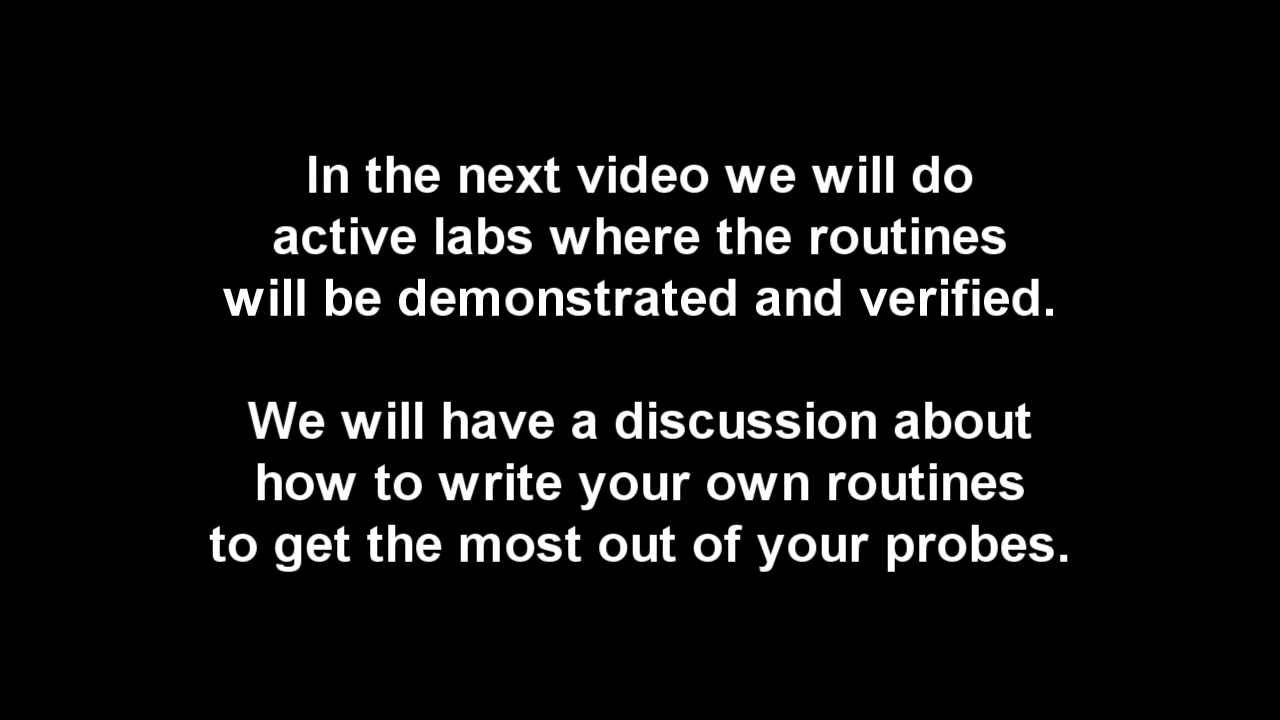 In the next video we will do
active labs where the routines
will be demonstrated and verified.
We will have a discussion about
how to write your own routines
to get the most out of your probes.